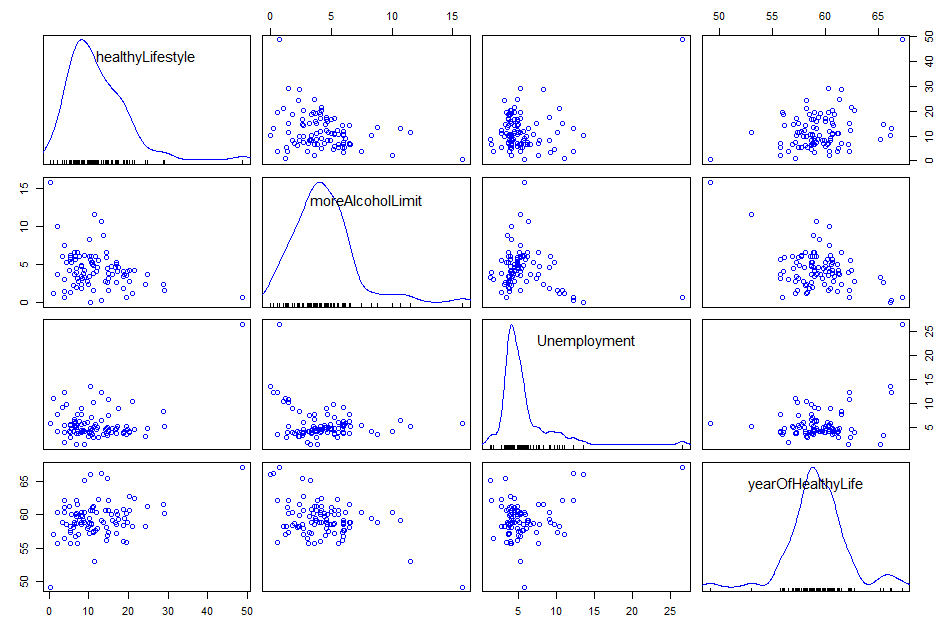 0 5 10 15
50 55 60 65
healthyLifestyle
0 10 20 30 40 50
moreAlcoholLimit
0 5 10 15
Unemployment
5 10 15 20 25
yearOfHealthyLife
50 55 60 65
0 10 20 30 40 50
5 10 15 20 25